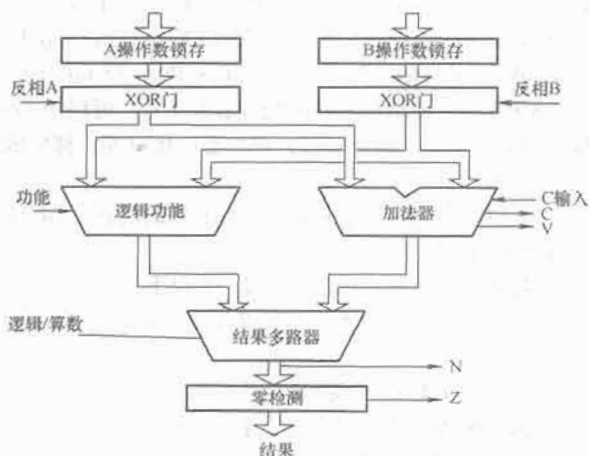 A操作数锁存
B操作数锁存
反相A
XOR门
XOR门
反相B
功能
逻辑功能
加法器
C输入
C
V
逻辑/算数
结果多路器
N
零检测
Z
结果